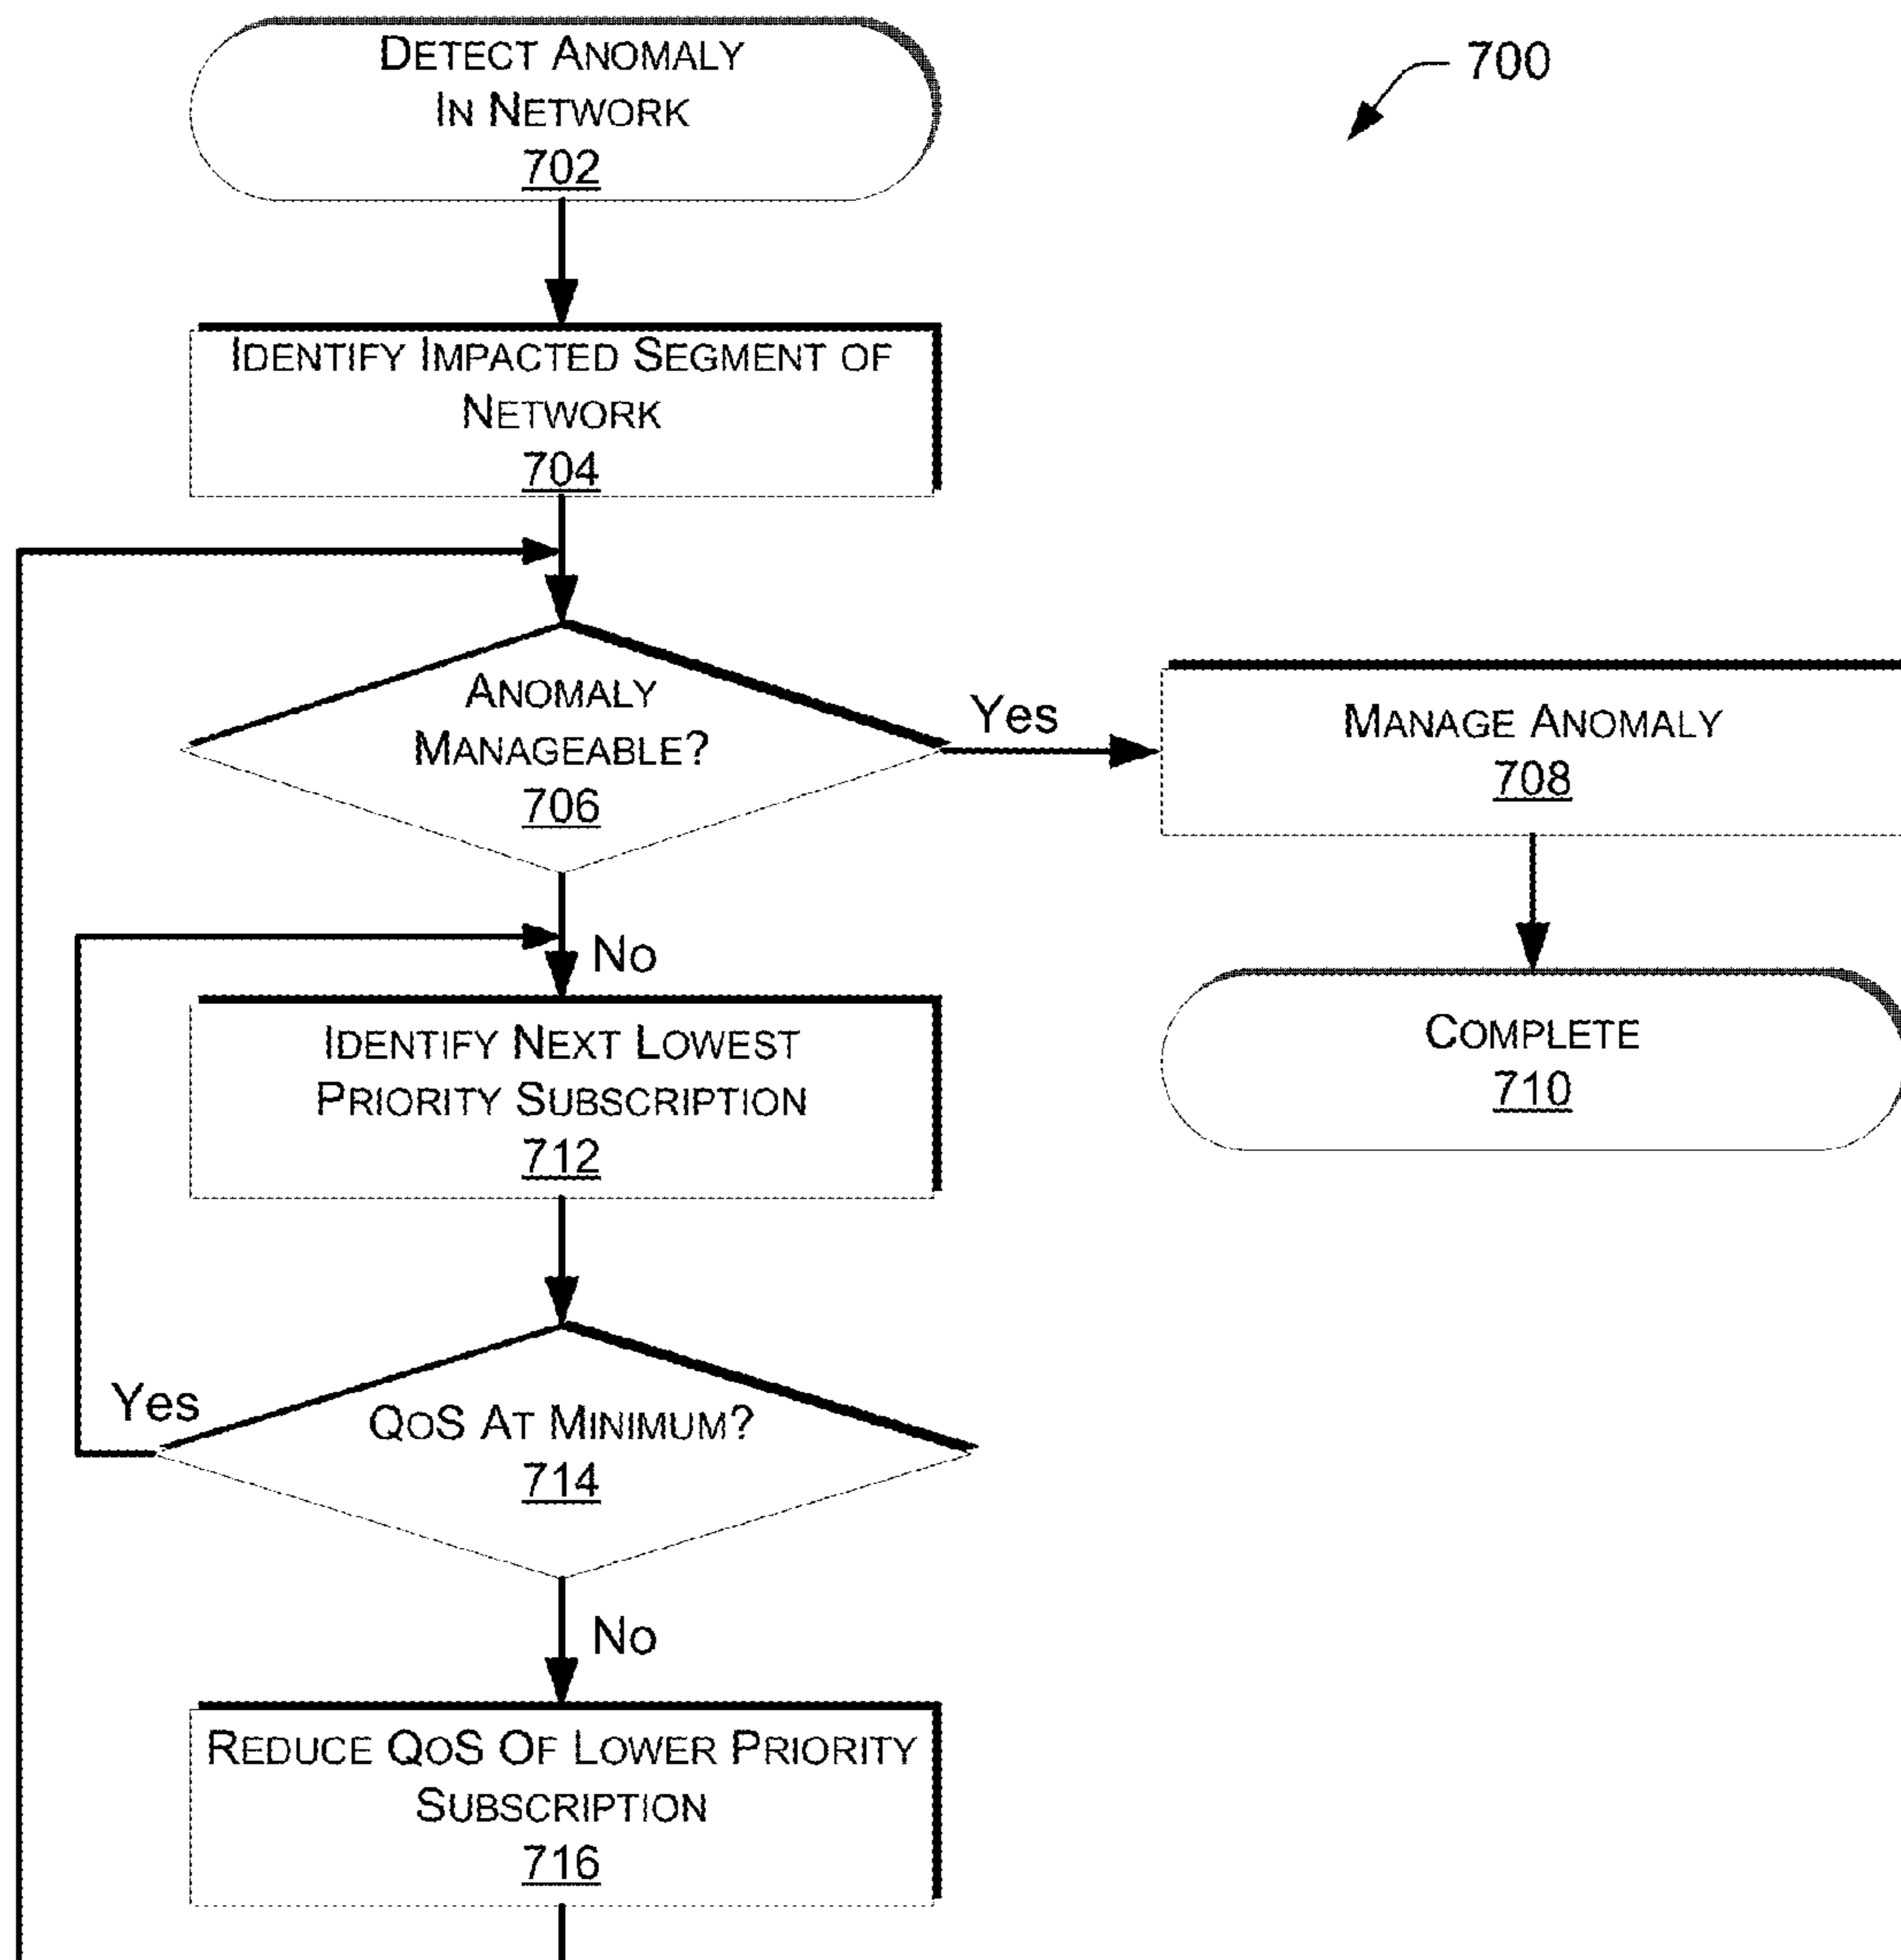 DETECT ANOMALY
IN NETWORK
702
700
IDENTIFY IMPACTED SEGMENT OF
NETWORK
704
ANOMALY
MANAGEABLE?
706
Yes
MANAGE ANOMALY
708
No
COMPLETE
710
IDENTIFY NEXT LOWEST
PRIORITY SUBSCRIPTION
712
Yes
QOS AT MINIMUM?
714
No
REDUCE QOS OF LOWER PRIORITY
SUBSCRIPTION
716